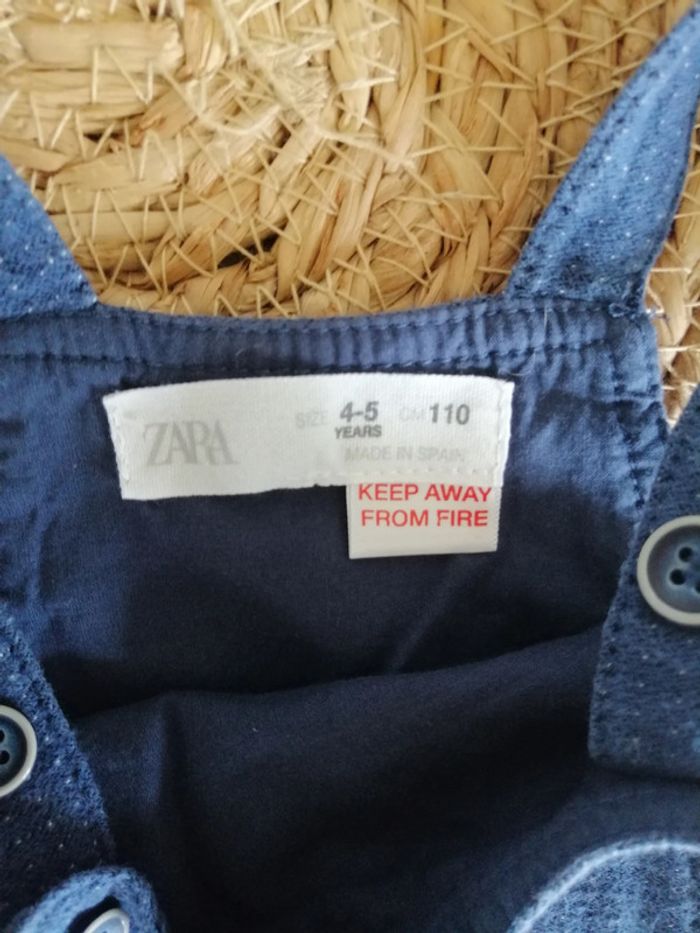 ZARA
SIZE 4-5 CM 110
YEARS
MADE IN SPAIN
KEEP AWAY
FROM FIRE